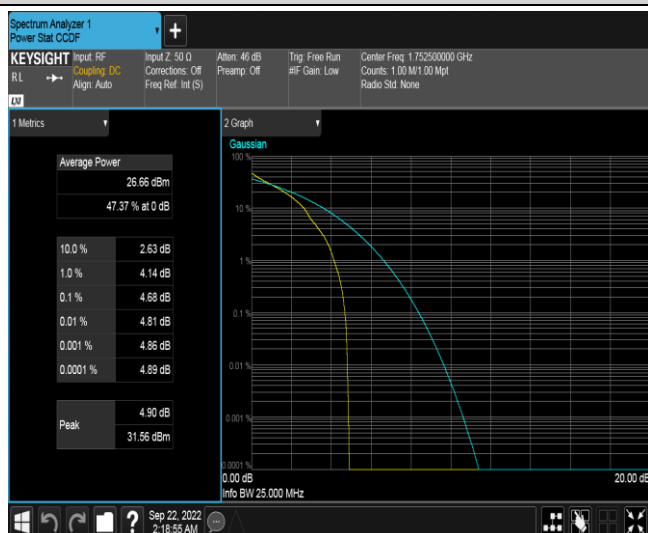 Spectrum Analyzer 1
Power Stat CCDF
+
KEYSIGHT
RL
LXI
Input: RF
Coupling: DC
Align: Auto
Input Z: 50 Ω
Corrections: Off
Freq Ref: Int (S)
Atten: 46 dB
Preamp: Off
Trig: Free Run
#IF Gain: Low
Center Freq: 1.752500000 GHz
Counts: 1.00 M/1.00 Mpt
Radio Std: None
1 Metrics
Average Power
26.66 dBm
47.37 % at 0 dB
10.0 % 2.63 dB
1.0 % 4.14 dB
0.1 % 4.68 dB
0.01 % 4.81 dB
0.001 % 4.86 dB
0.0001 % 4.89 dB
Peak
4.90 dB
31.56 dBm
2 Graph
Gaussian
100 %
10 %
1 %
0.1 %
0.01 %
0.001 %
0.0001 %
0.00 dB 20.00 dB
Info BW 25.000 MHz
?
Sep 22, 2022
2:18:55 AM